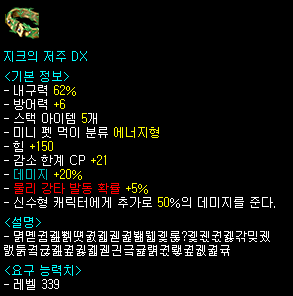 지크의 저주 DX
<기본 정보>
- 내구력 62%
- 방어력 +6
- 스택 아이템 5개
- 미니 펫 먹이 분류 에너지형
- 힘 +150
- 감소 한계 CP +21
- 데미지 +20%
- 물리 강타 발동 확률 +5%
- 신수형 캐릭터에게 추가로 50%의 데미지를 준다.
<설명>
<요구 능력치>
- 레벨 339